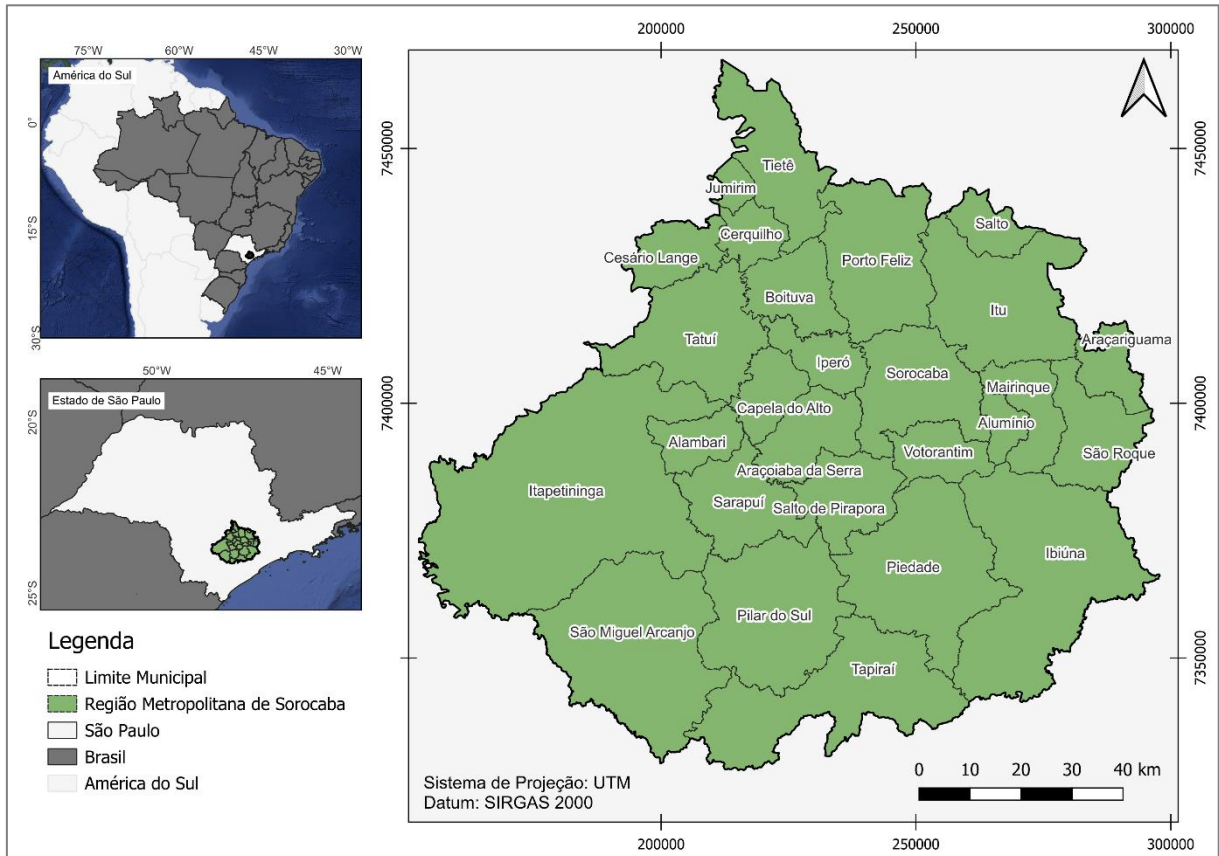 75°W 60°W 45°W 30°W
América do Sul
0°
15°S
30°S
50°W 45°W
Estado de São Paulo
20°S
25°S
Legenda
Limite Municipal
Região Metropolitana de Sorocaba
São Paulo
Brasil
América do Sul
200000 250000 300000
7450000 7450000
Tietê
Jumirim
Salto
Cerquilho
Cesário Lange
Porto Feliz
Boituva
Itu
Tatuí
Araçariguama
Iperó
Sorocaba
Mairinque
7400000 7400000
Capela do Alto
Alumínio
Alambari
Votorantim
São Roque
Araçoiaba da Serra
Itapetininga
Sarapuí
Salto de Pirapora
Ibiúna
Piedade
Pilar do Sul
São Miguel Arcanjo
7350000 7350000
Tapiraí
0 10 20 30 40 km
Sistema de Projeção: UTM
Datum: SIRGAS 2000
200000 250000 300000